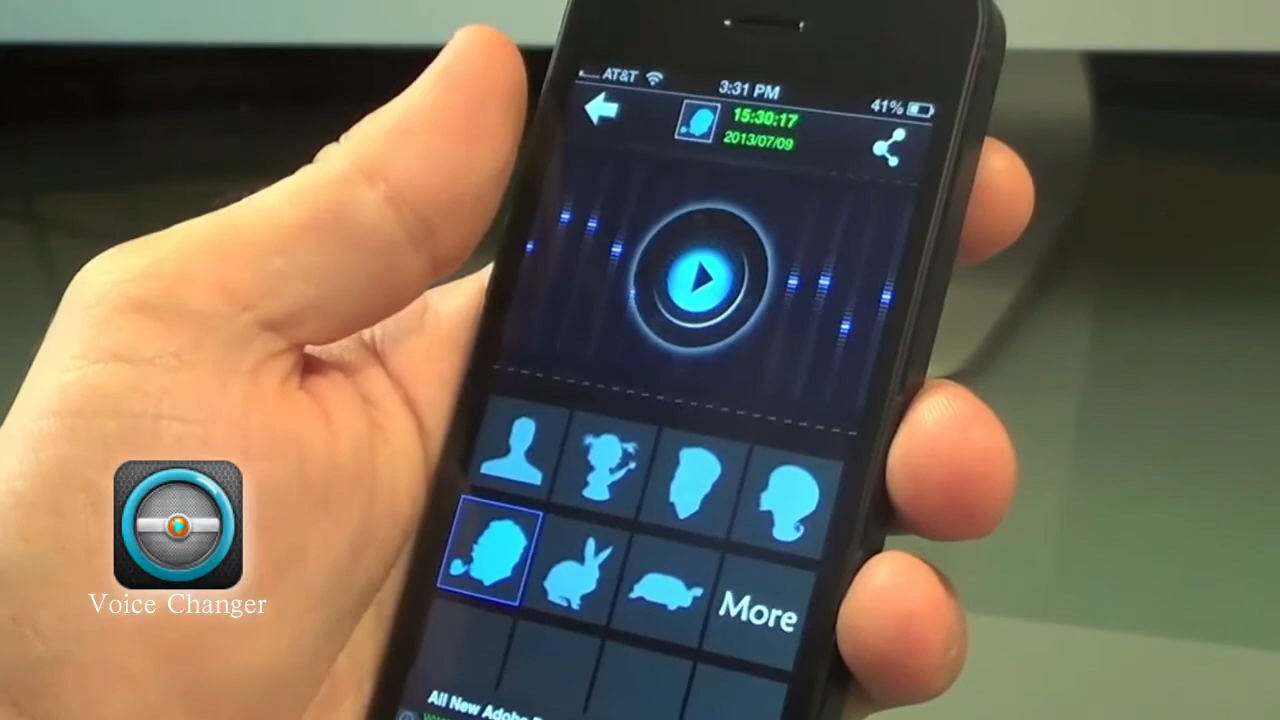 AT&T
3:31 PM
41%
15:30:17
2013/07/09
More
All New Adobe
Voice Changer